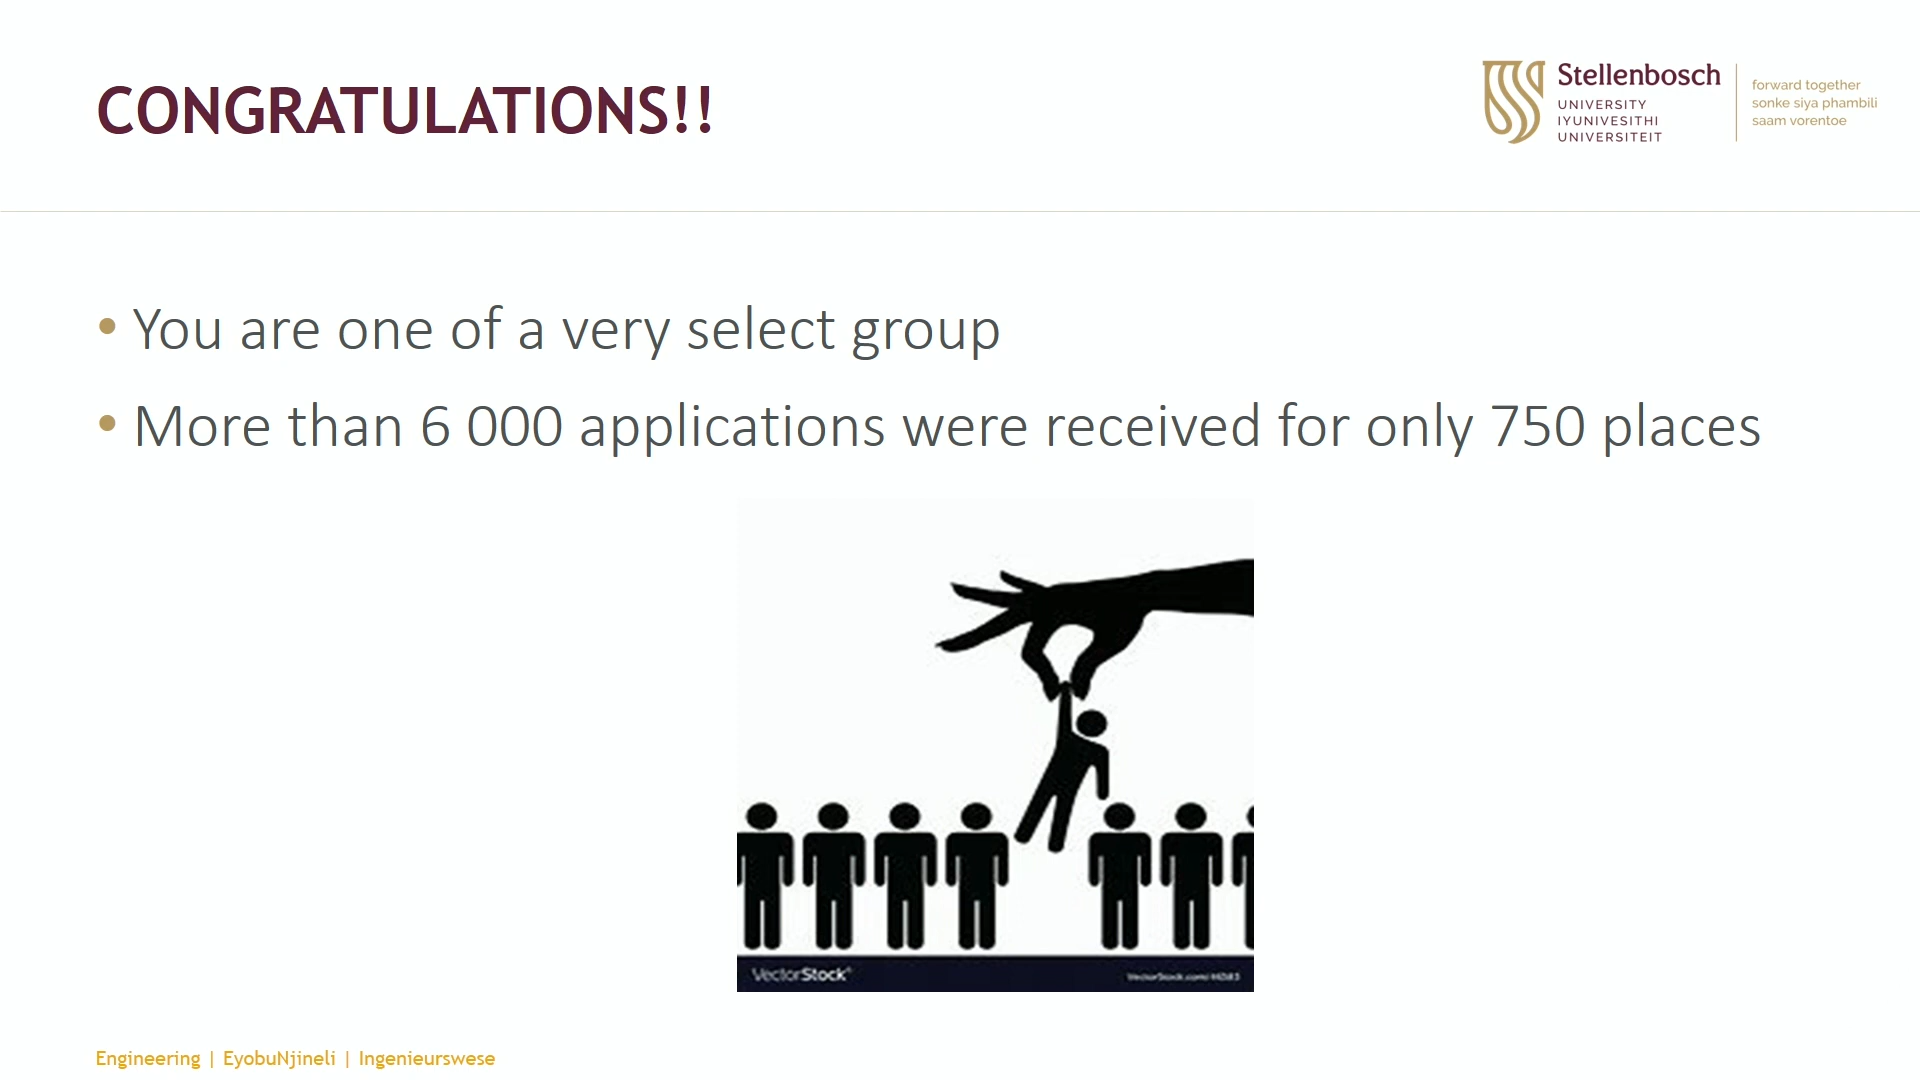 CONGRATULATIONS!!
Stellenbosch
UNIVERSITY
IYUNIVESITHI
UNIVERSITEIT
forward together
sonke siya phambili
saam vorentoe
• You are one of a very select group
• More than 6 000 applications were received for only 750 places
VectorStock®
Engineering | EyobuNjineli | Ingenieurswese